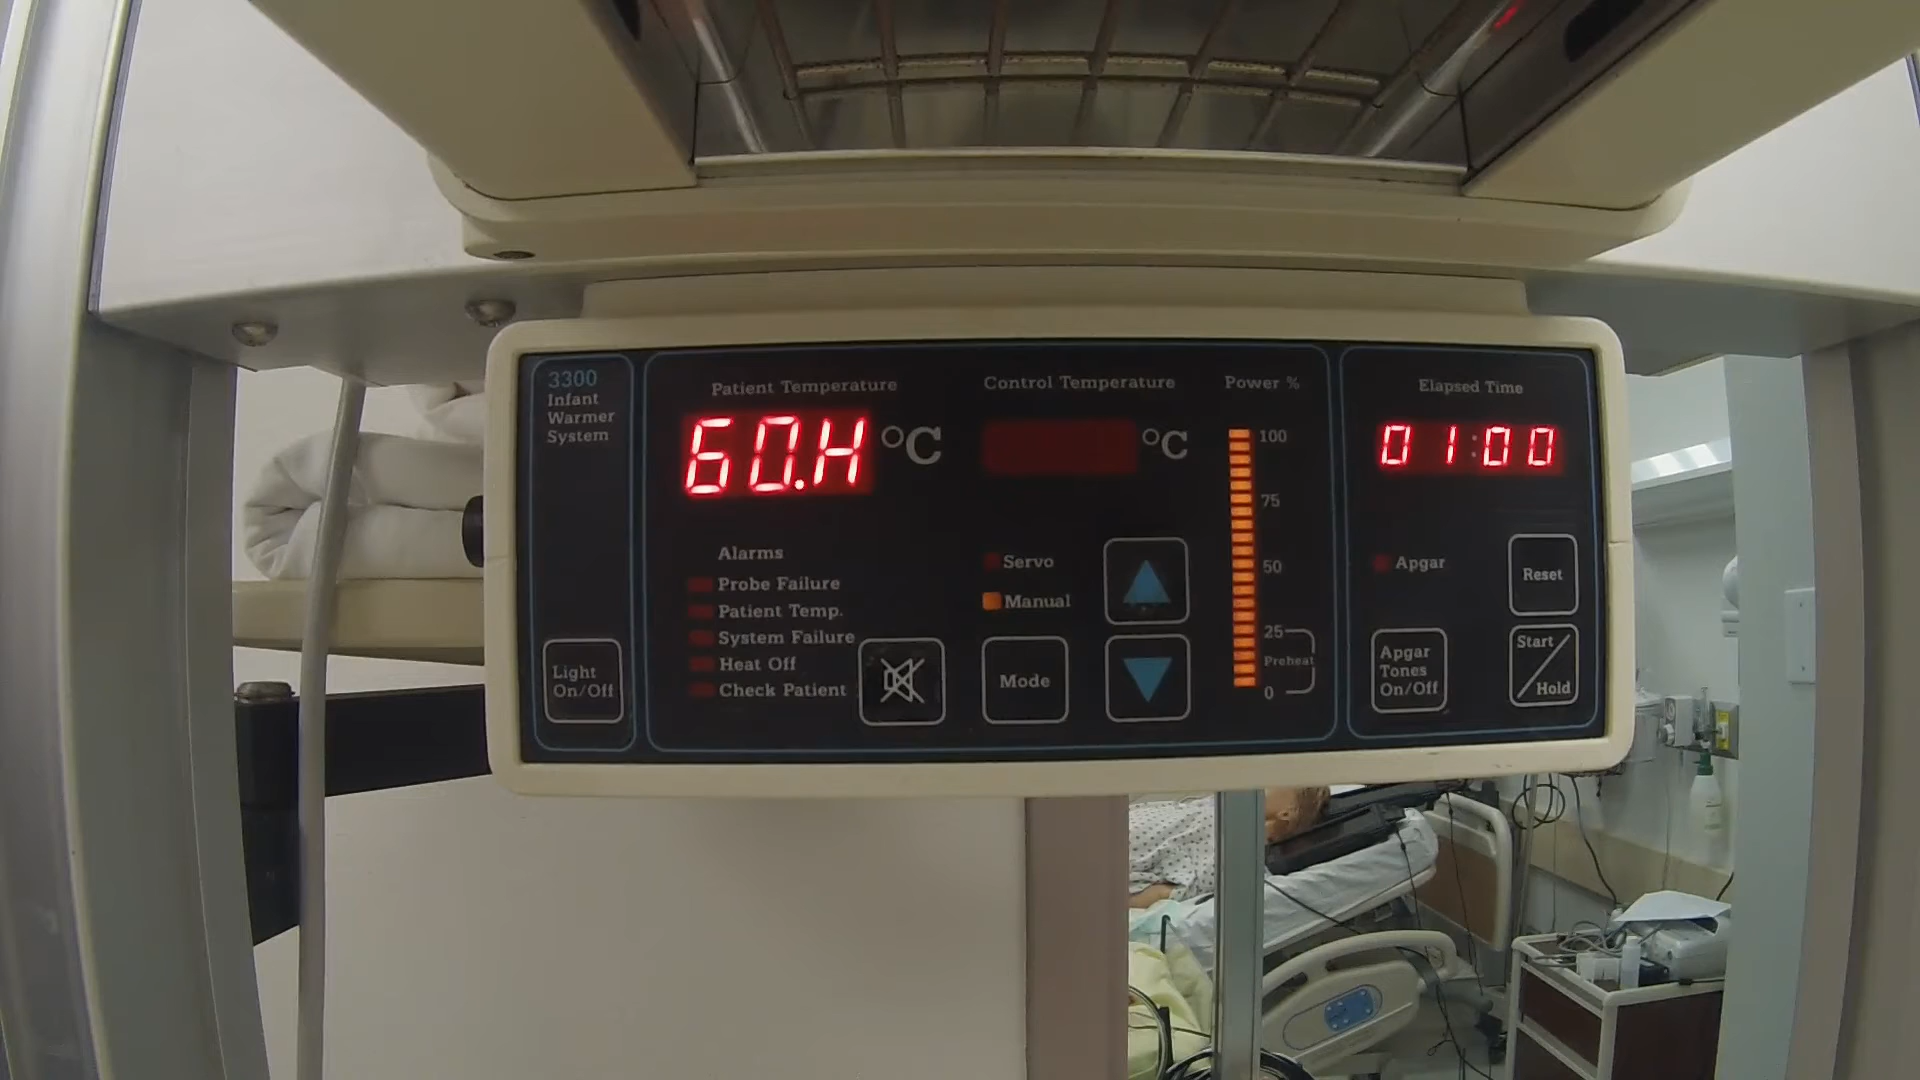 3300
Infant
Warmer
System
Light
On/Off
Patient Temperature
60.H °C
Alarms
Probe Failure
Patient Temp.
System Failure
Heat Off
Check Patient
Control Temperature
°C
Servo
Manual
Mode
Power %
100
75
50
25
Preheat
0
Elapsed Time
01:00
Apgar
Reset
Apgar
Tones
On/Off
Start
Hold